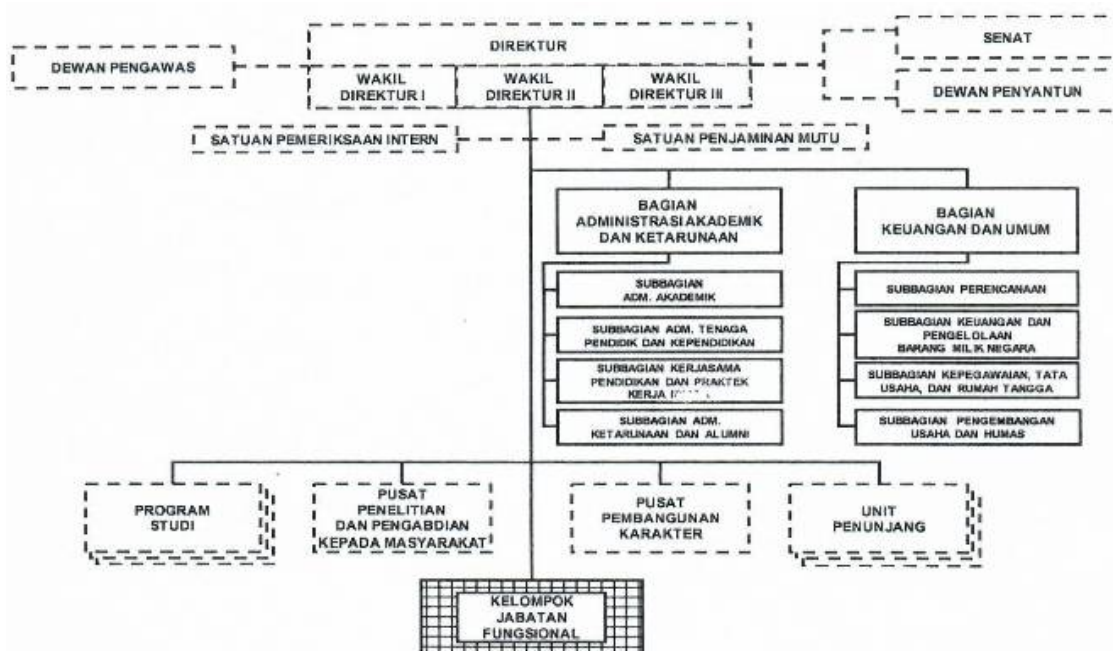 DIREKTUR
SENAT
DEWAN PENGAWAS
WAKIL
DIREKTUR I
WAKIL
DIREKTUR II
WAKIL
DIREKTUR III
DEWAN PENYANTUN
SATUAN PEMERIKSAAN INTERN
SATUAN PENJAMINAN MUTU
BAGIAN
ADMINISTRASI AKADEMIK
DAN KETARUNAAN
BAGIAN
KEUANGAN DAN UMUM
SUBBAGIAN
ADM. AKADEMIK
SUBBAGIAN ADM. TENAGA
PENDIDIK DAN KEPENDIDIKAN
SUBBAGIAN KERJASAMA
PENDIDIKAN DAN PRAKTEK
KERJA
SUBBAGIAN ADM.
KETARUNAAN DAN ALUMNI
SUBBAGIAN PERENCANAAN
SUBBAGIAN KEUANGAN DAN
PENGELOLAAN
BARANG MILIK NEGARA
SUBBAGIAN KEPEGAWAIAN, TATA
USAHA, DAN RUMAH TANGGA
SUBBAGIAN PENGEMBANGAN
USAHA DAN HUMAS
PROGRAM
STUDI
PUSAT
PENELITIAN
DAN PENGABDIAN
KEPADA MASYARAKAT
PUSAT
PEMBANGUNAN
KARAKTER
UNIT
PENUNJANG
KELOMPOK
JABATAN
FUNGSIONAL